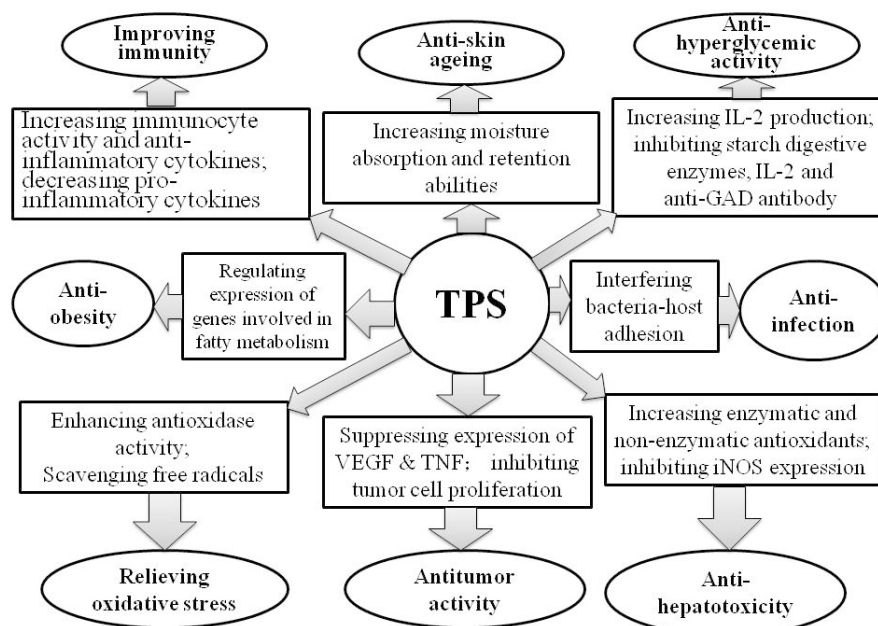 Improving
immunity
Anti-skin
ageing
Anti-
hyperglycemic
activity
Increasing immunocyte
activity and anti-
inflammatory cytokines;
decreasing pro-
inflammatory cytokines
Increasing moisture
absorption and retention
abilities
Increasing IL-2 production;
inhibiting starch digestive
enzymes, IL-2 and
anti-GAD antibody
Anti-
obesity
Regulating
expression of
genes involved in
fatty metabolism
TPS
Interfering
bacteria-host
adhesion
Anti-
infection
Enhancing antioxidase
activity;
Scavenging free radicals
Suppressing expression of
VEGF & TNF; inhibiting
tumor cell proliferation
Increasing enzymatic and
non-enzymatic antioxidants;
inhibiting iNOS expression
Relieving
oxidative stress
Antitumor
activity
Anti-
hepatotoxicity